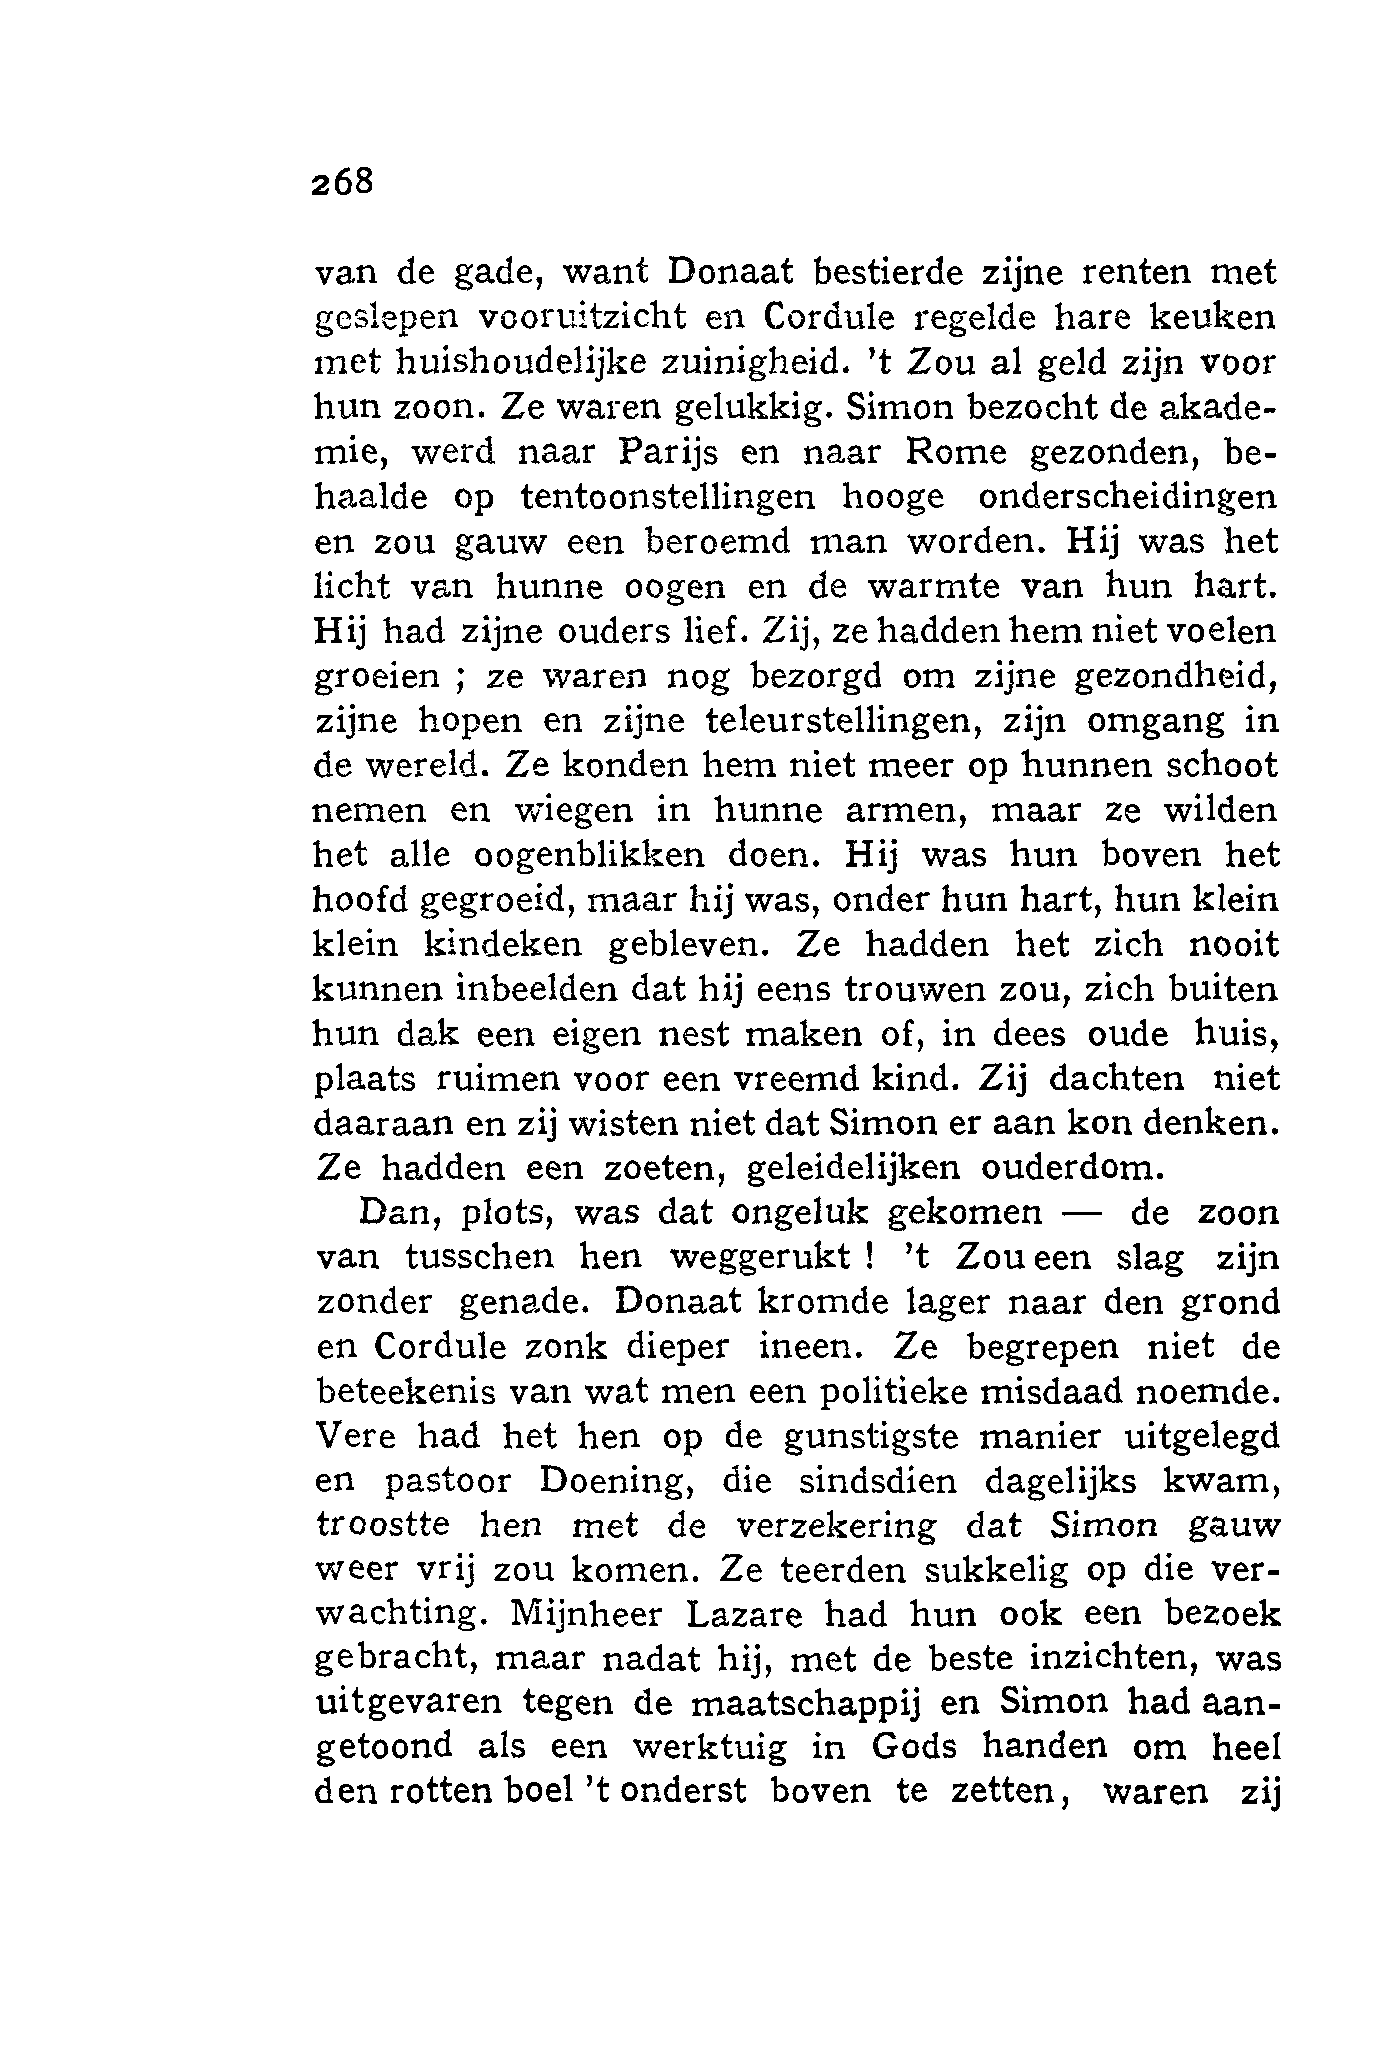 268
van de gade, want Donaat bestierde zijne renten met
geslepen vooruitzicht en Cordule regelde hare keuken
met huishoudelijke zuinigheid. 't Zou al geld zijn voor
hun zoon. Ze waren gelukkig. Simon bezocht de akade-
mie, werd naar Parijs en naar Rome gezonden, be-
haalde op tentoonstellingen hooge onderscheidingen
en zou gauw een beroemd man worden. Hij was het
licht van hunne oogen en de warmte van hun hart.
Hij had zijne ouders lief. Zij, ze hadden hem niet voelen
groeien ; ze waren nog bezorgd om zijne gezondheid,
zijne hopen en zijne teleurstellingen, zijn omgang in
de wereld. Ze konden hem niet meer op hunnen schoot
nemen en wiegen in hunne armen, maar ze wilden
het alle oogenblikken doen. Hij was hun boven het
hoofd gegroeid, maar hij was, onder hun hart, hun klein
klein kindeken gebleven. Ze hadden het zich nooit
kunnen inbeelden dat hij eens trouwen zou, zich buiten
hun dak een eigen nest maken of, in dees oude huis,
plaats ruimen voor een vreemd kind. Zij dachten niet
daaraan en zij wisten niet dat Simon er aan kon denken.
Ze hadden een zoeten, geleidelijken ouderdom.
Dan, plots, was dat ongeluk gekomen — de zoon
van tusschen hen weggerukt ! 't Zou een slag zijn
zonder genade. Donaat kromde lager naar den grond
en Cordule zonk dieper ineen. Ze begrepen niet de
beteekenis van wat men een politieke misdaad noemde.
Vere had het hen op de gunstigste manier uitgelegd
en pastoor Doening, die sindsdien dagelijks kwam,
troostte hen met de verzekering dat Simon gauw
weer vrij zou komen. Ze teerden sukkelig op die ver-
wachting. Mijnheer Lazare had hun ook een bezoek
gebracht, maar nadat hij, met de beste inzichten, was
uitgevaren tegen de maatschappij en Simon had aan-
getoond als een werktuig in Gods handen om heel
den rotten boel 't onderst boven te zetten, waren zij